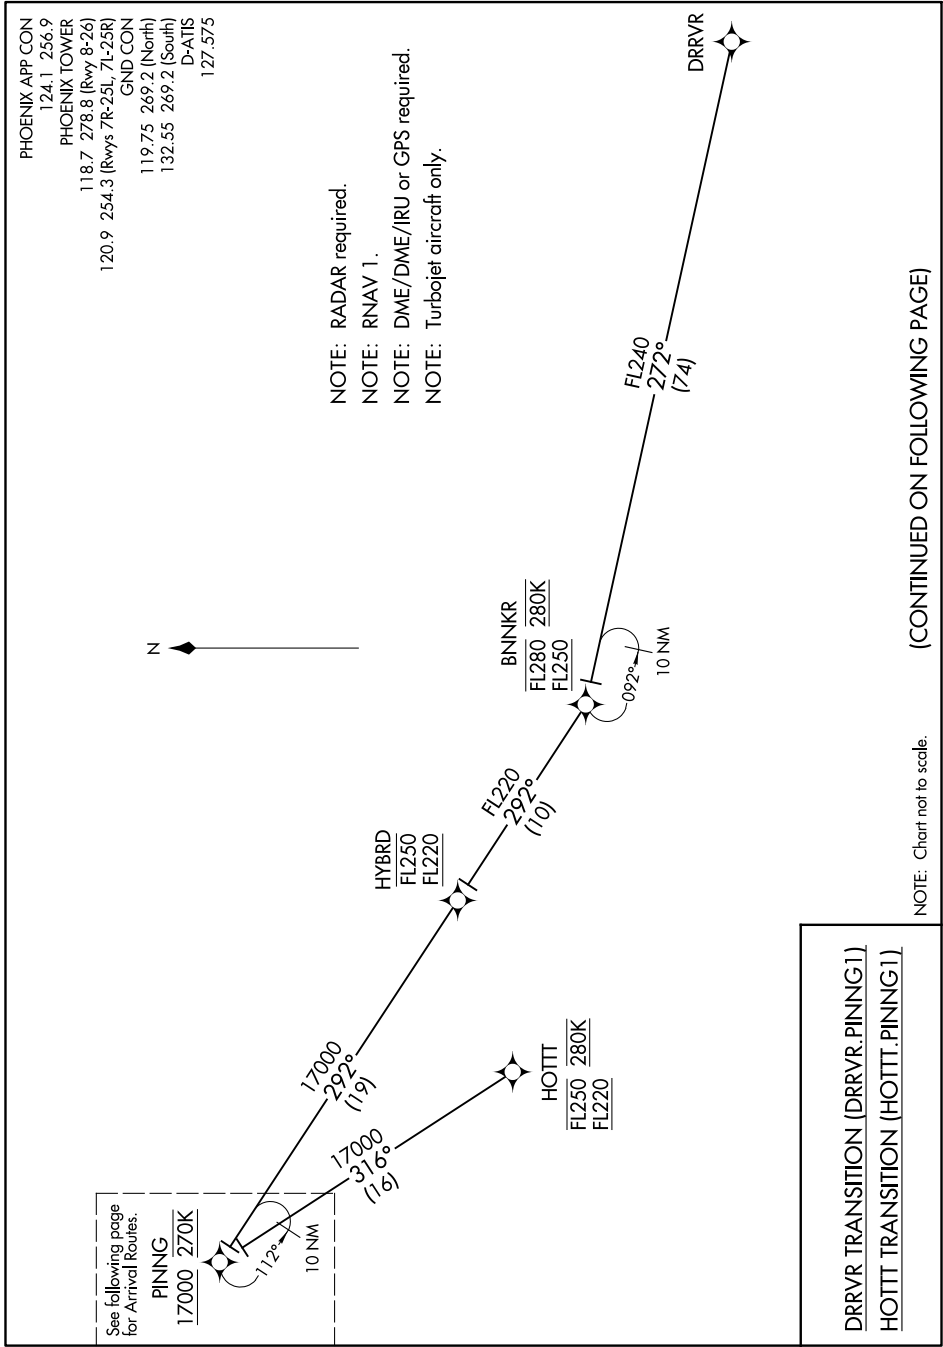 PHOENIX APP CON
124.1 256.9
PHOENIX TOWER
118.7 278.8 (Rwy 8-26)
120.9 254.3 (Rwys 7R-25L, 7L-25R)
GND CON
119.75 269.2 (North)
132.55 269.2 (South)
D-ATIS
127.575
NOTE: RADAR required.
NOTE: RNAV 1.
NOTE: DME/DME/IRU or GPS required.
NOTE: Turbojet aircraft only.
N
See following page
for Arrival Routes.
PINNG
17000 270K
112°
10 NM
17000
292°
(19)
17000
316°
(16)
HYBRD
FL250
FL220
HOTTT
FL250 280K
FL220
FL220
292°
(10)
BNNKR
FL280 280K
FL250
092°
10 NM
FL240
272°
(74)
DRRVR
DRRVR TRANSITION (DRRVR.PINNG1)
HOTTT TRANSITION (HOTTT.PINNG1)
NOTE: Chart not to scale.
(CONTINUED ON FOLLOWING PAGE)